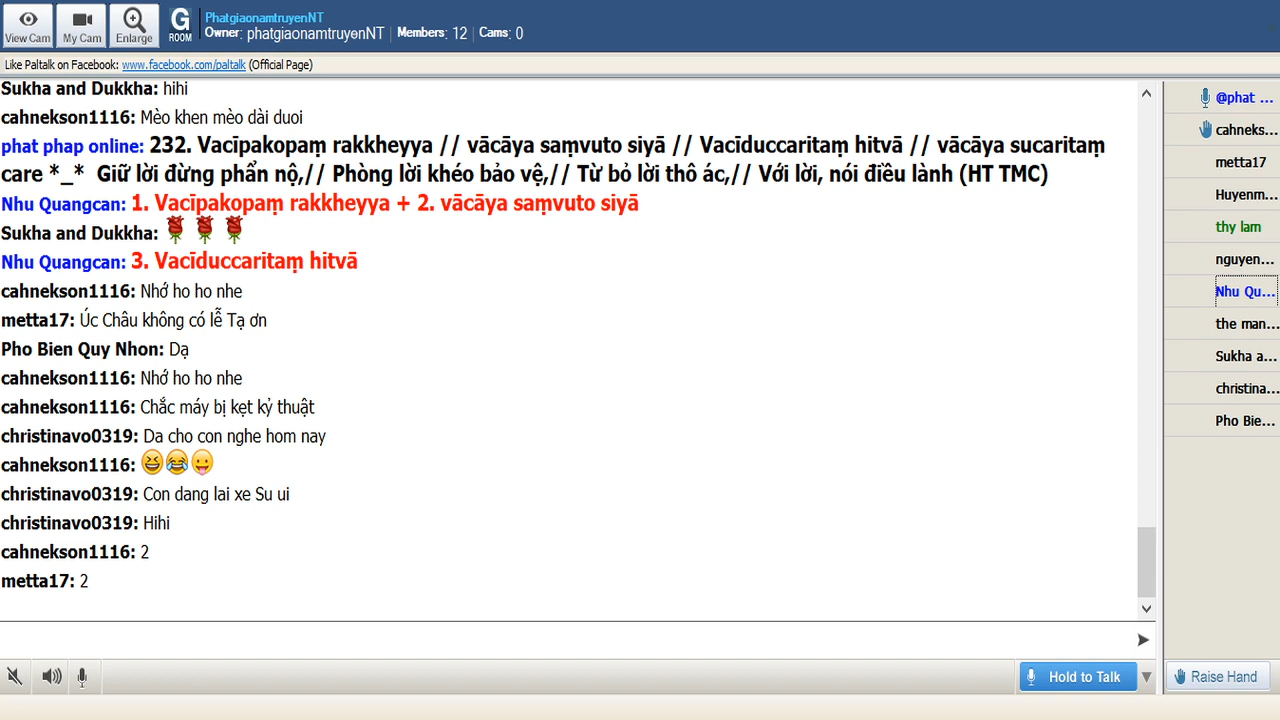 View Cam
My Cam
Enlarge
G
ROOM
PhatgiaonamtruyenNT
Owner: phatgiaonamtruyenNT | Members: 12 | Cams: 0
Like Paltalk on Facebook: www.facebook.com/paltalk (Official Page)
Sukha and Dukkha: hihi
cahnekson1116: Mèo khen mèo dài duoi
phat phap online: 232. Vacīpakopaṃ rakkheyya // vācāya saṃvuto siyā // Vacīduccaritaṃ hitvā // vācāya sucaritaṃ
care *_* Giữ lời đừng phẩn nộ,// Phòng lời khéo bảo vệ,// Từ bỏ lời thô ác,// Với lời, nói điều lành (HT TMC)
Nhu Quangcan: 1. Vacīpakopaṃ rakkheyya + 2. vācāya saṃvuto siyā
Sukha and Dukkha:
Nhu Quangcan: 3. Vacīduccaritaṃ hitvā
cahnekson1116: Nhớ ho ho nhe
metta17: Úc Châu không có lễ Tạ ơn
Pho Bien Quy Nhon: Dạ
cahnekson1116: Nhớ ho ho nhe
cahnekson1116: Chắc máy bị kẹt kỷ thuật
christinavo0319: Da cho con nghe hom nay
cahnekson1116:
christinavo0319: Con dang lai xe Su ui
christinavo0319: Hihi
cahnekson1116: 2
metta17: 2
@phat ...
cahneks...
metta17
Huyenm...
thy lam
nguyen...
Nhu Qu...
the man...
Sukha a...
christina...
Pho Bie...
Hold to Talk
Raise Hand